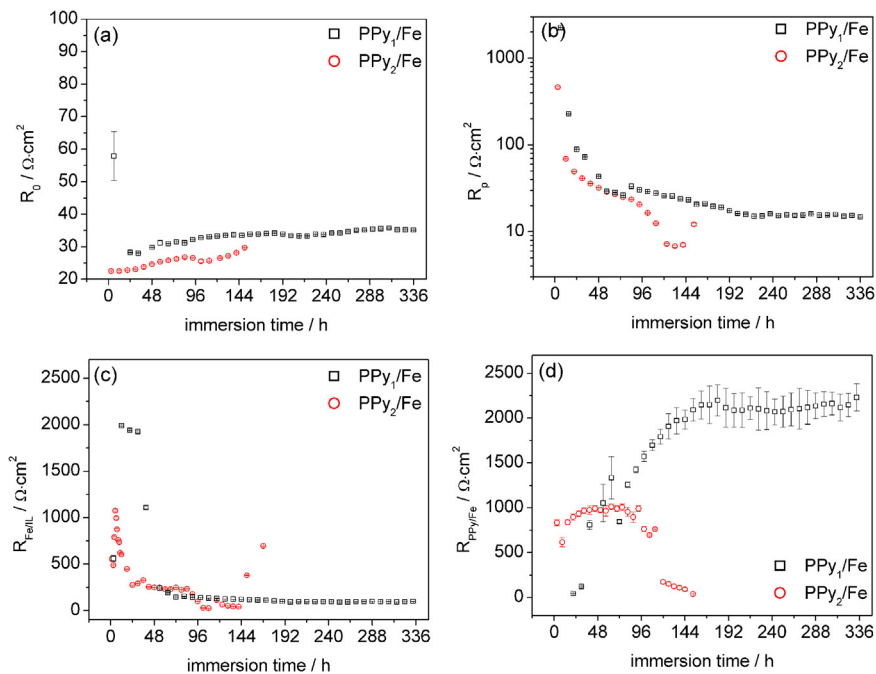 (a)
PPy₁/Fe
PPy₂/Fe
100
90
80
70
60
50
40
30
20
R₀ / Ω·cm²
0 48 96 144 192 240 288 336
immersion time / h
(b)
PPy₁/Fe
PPy₂/Fe
1000
100
10
Rₚ / Ω·cm²
0 48 96 144 192 240 288 336
immersion time / h
(c)
PPy₁/Fe
PPy₂/Fe
2500
2000
1500
1000
500
0
R_Fe/IL / Ω·cm²
0 48 96 144 192 240 288 336
immersion time / h
(d)
PPy₁/Fe
PPy₂/Fe
2500
2000
1500
1000
500
0
R_PPy/Fe / Ω·cm²
0 48 96 144 192 240 288 336
immersion time / h